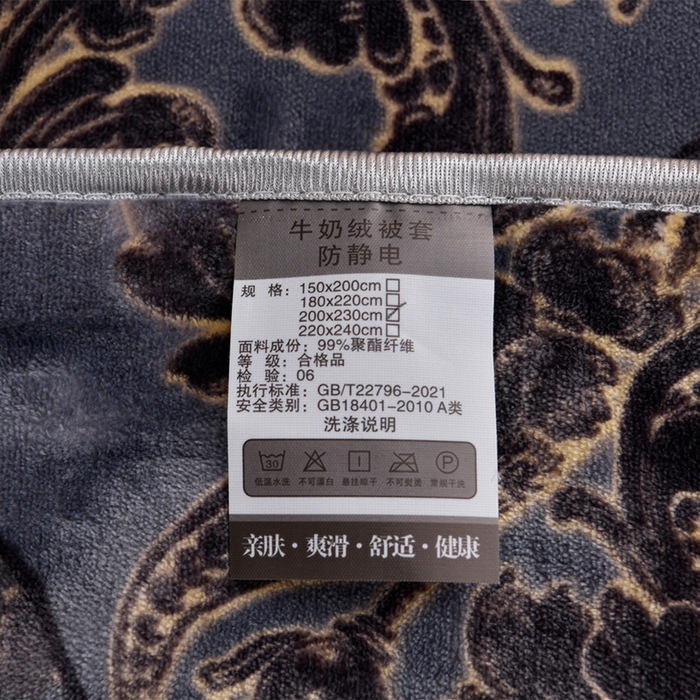 牛奶绒被套
防静电
规 格：150x200cm□
180x220cm□
200x230cm☑
220x240cm□
面料成份：99%聚酯纤维
等 级：合格品
检 验：06
执行标准：GB/T22796-2021
安全类别：GB18401-2010 A类
洗涤说明
30 P
低温水洗 不可漂白 悬挂晾干 不可熨烫 常规干洗
亲肤·爽滑·舒适·健康